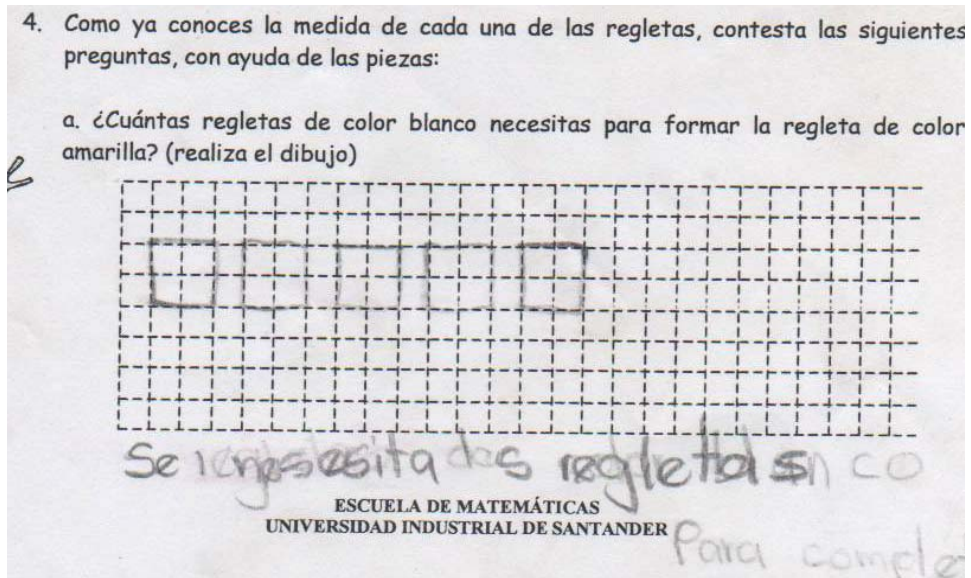 4. Como ya conoces la medida de cada una de las regletas, contesta las siguientes
preguntas, con ayuda de las piezas:
a. ¿Cuántas regletas de color blanco necesitas para formar la regleta de color
amarilla? (realiza el dibujo)
Se nesesita regletas
ESCUELA DE MATEMÁTICAS
UNIVERSIDAD INDUSTRIAL DE SANTANDER
Para comple